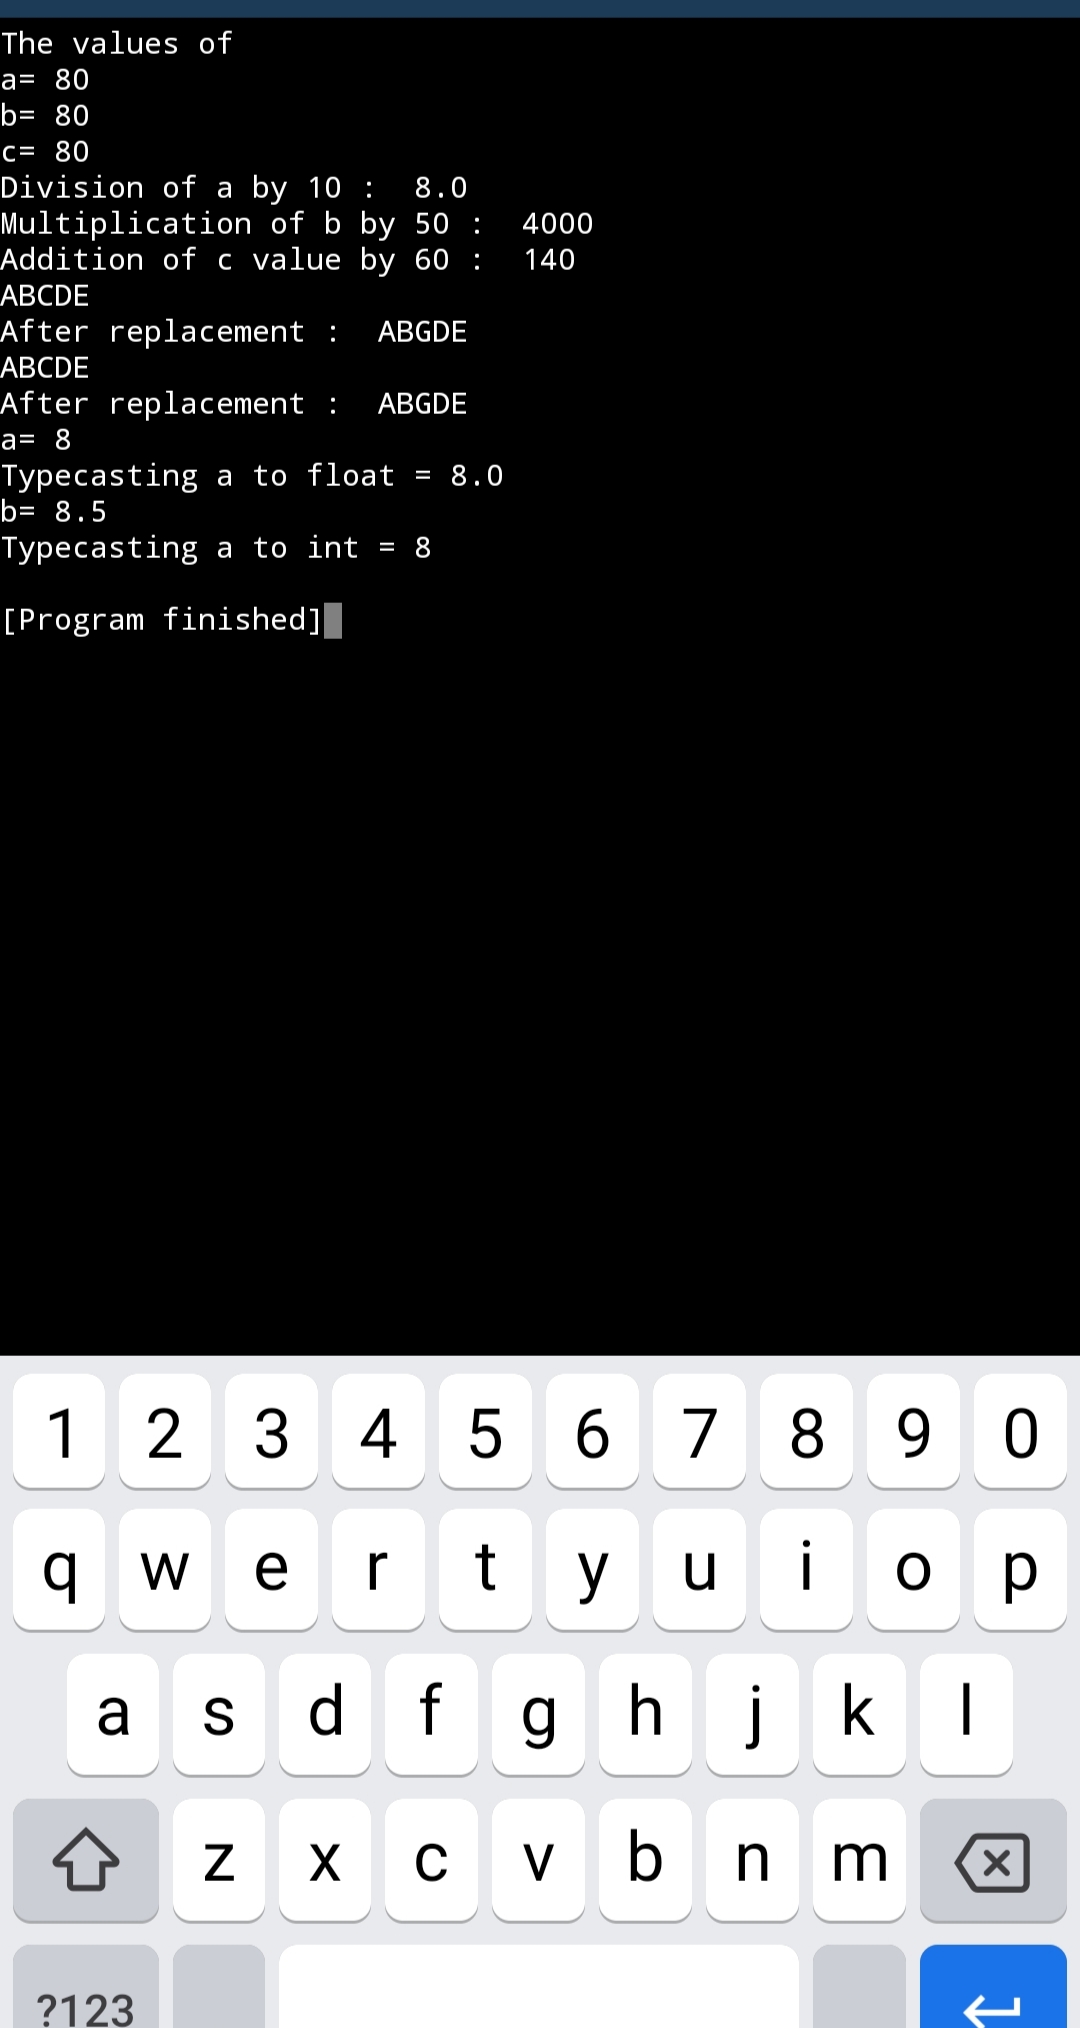 The values of
a= 80
b= 80
c= 80
Division of a by 10 :  8.0
Multiplication of b by 50 :  4000
Addition of c value by 60 :  140
ABCDE
After replacement :  ABGDE
ABCDE
After replacement :  ABGDE
a= 8
Typecasting a to float = 8.0
b= 8.5
Typecasting a to int = 8
[Program finished]
1 2 3 4 5 6 7 8 9 0
q w e r t y u i o p
a s d f g h j k l
z x c v b n m
?123